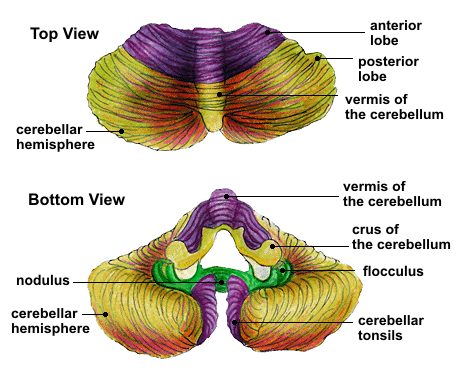 Top View
anterior
lobe
posterior
lobe
vermis of
the cerebellum
cerebellar
hemisphere
Bottom View
vermis of
the cerebellum
crus of
the cerebellum
flocculus
nodulus
cerebellar
hemisphere
cerebellar
tonsils